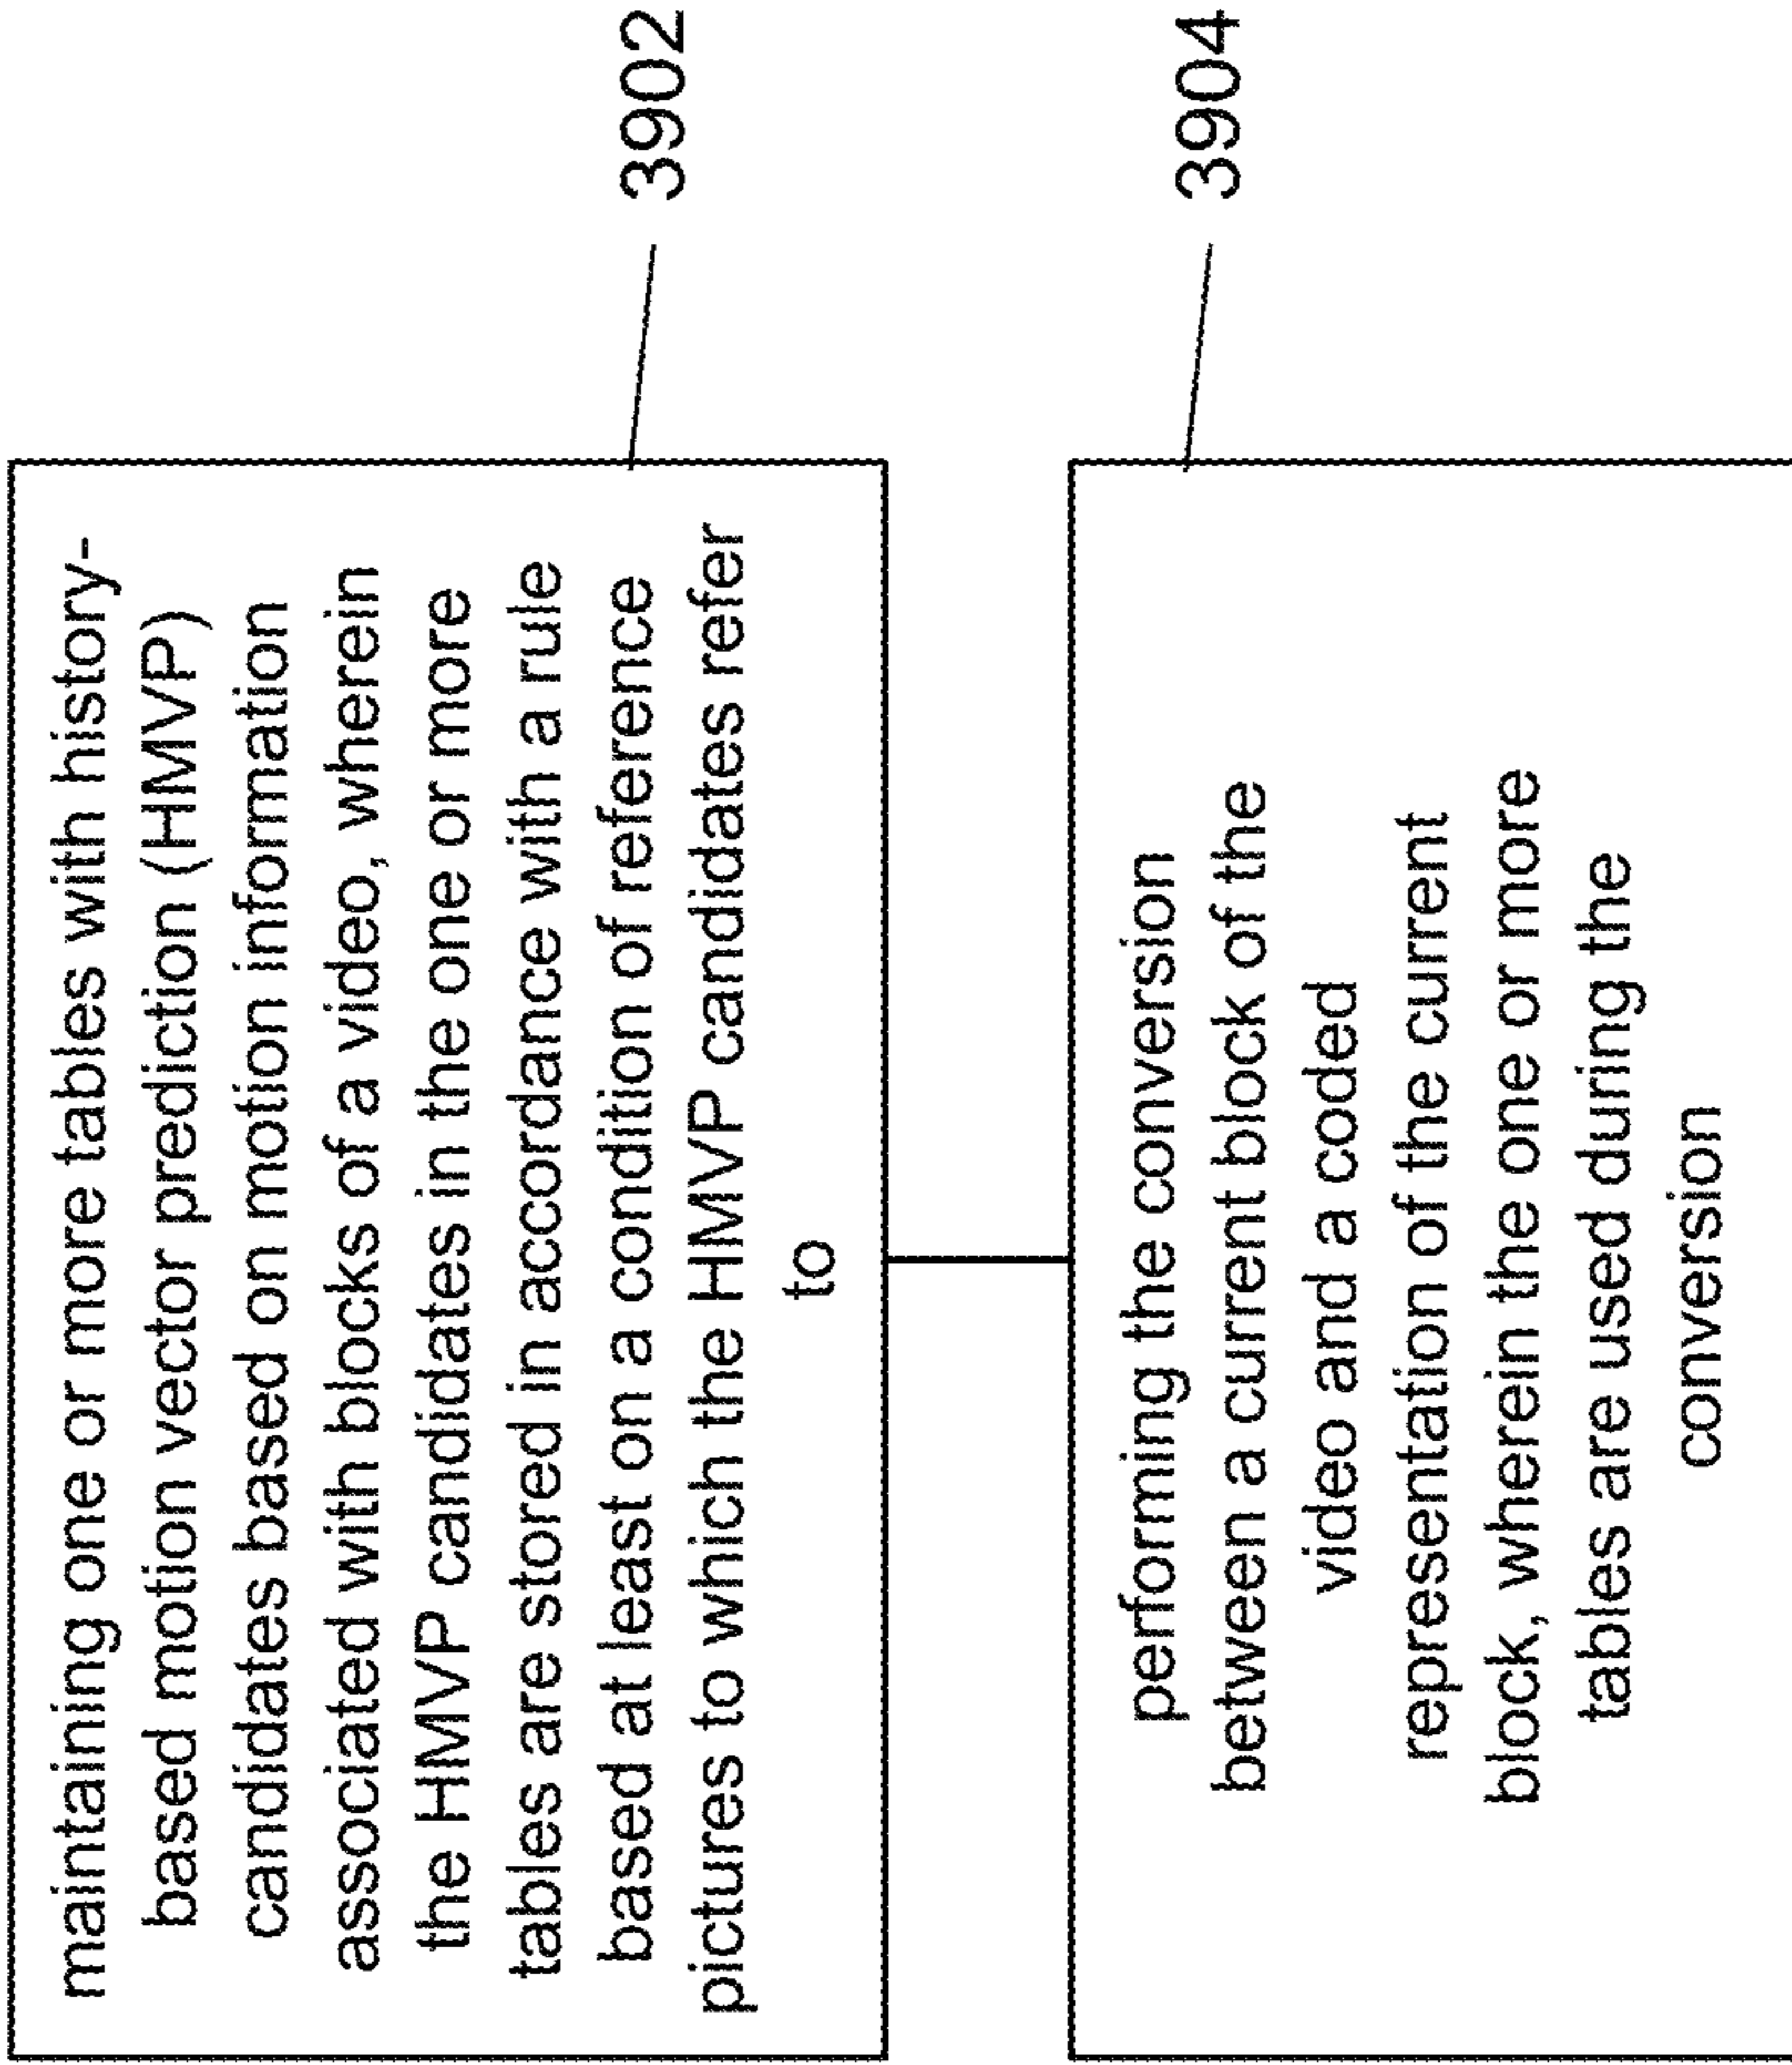 maintaining one or more tables with history-
based motion vector prediction (HMVP)
candidates based on motion information
associated with blocks of a video, wherein
the HMVP candidates in the one or more
tables are stored in accordance with a rule
based at least on a condition of reference
pictures to which the HMVP candidates refer
to
3902
performing the conversion
between a current block of the
video and a coded
representation of the current
block, wherein the one or more
tables are used during the
conversion
3904